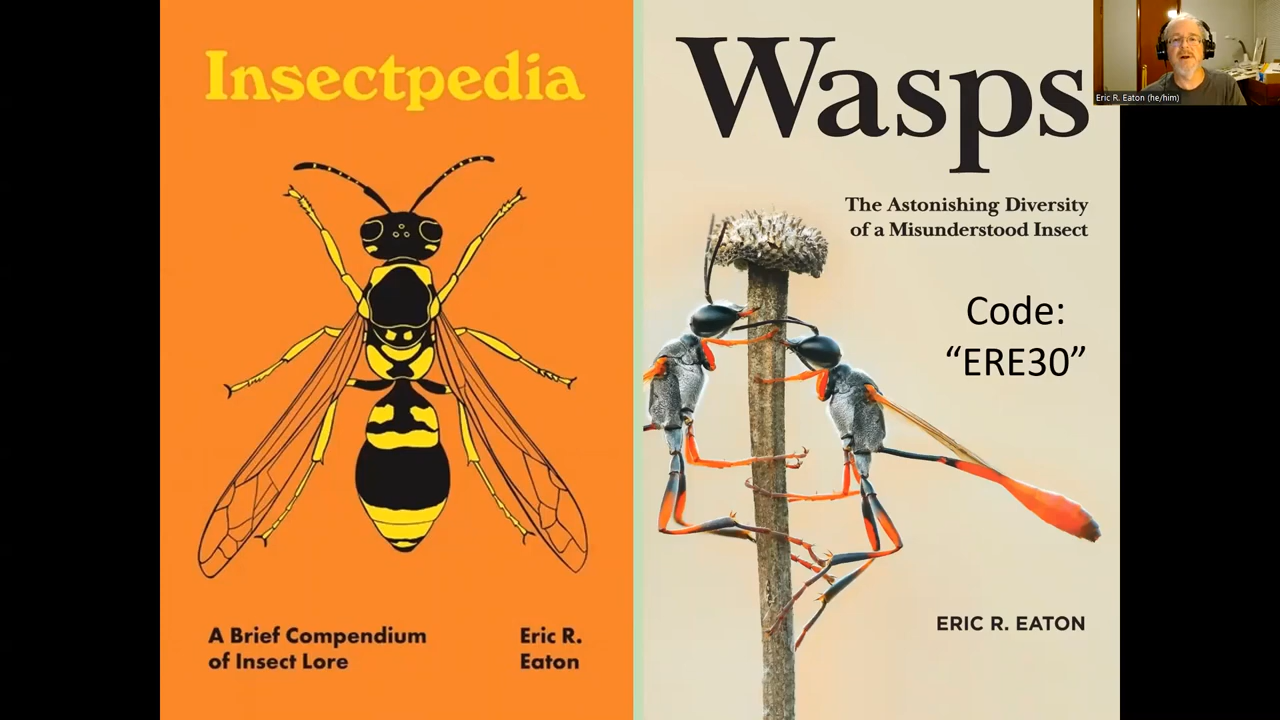 Insectpedia
A Brief Compendium
of Insect Lore
Eric R.
Eaton
Wasps
The Astonishing Diversity
of a Misunderstood Insect
Code:
“ERE30”
ERIC R. EATON
Eric R. Eaton (he/him)